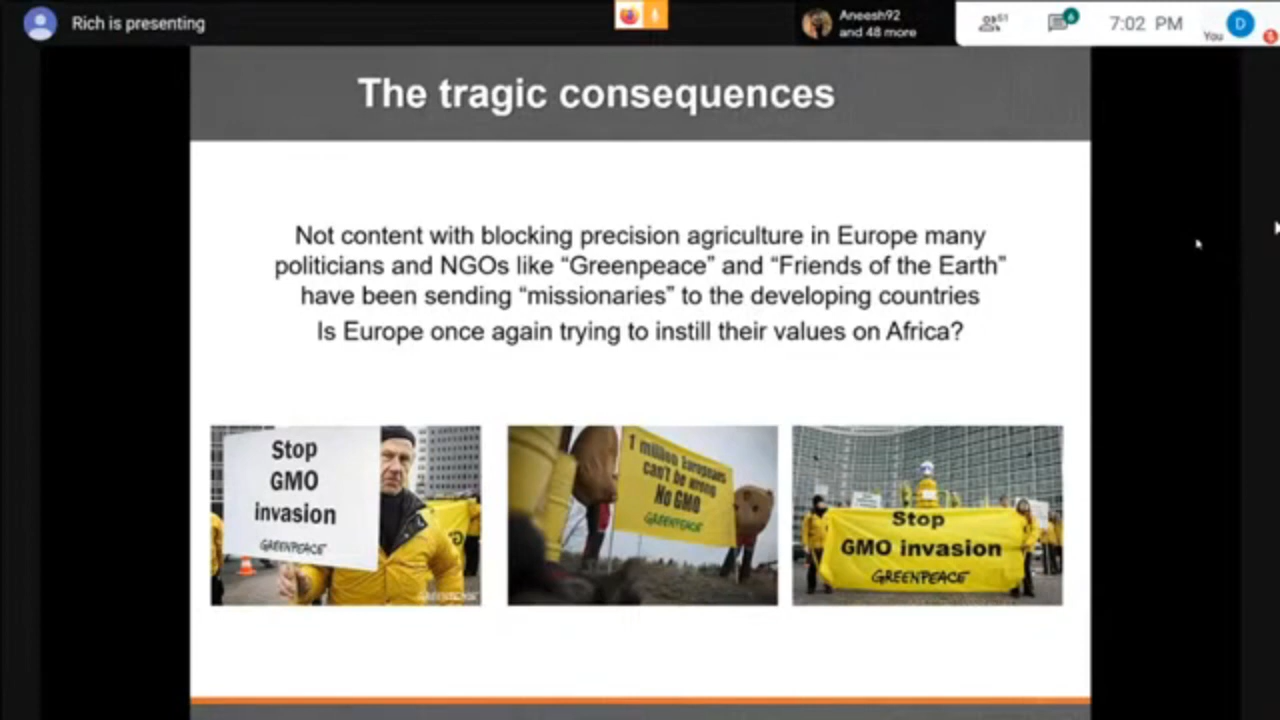 Rich is presenting
Aneesh92
and 48 more
51
6
7:02 PM
You
D
The tragic consequences
Not content with blocking precision agriculture in Europe many
politicians and NGOs like “Greenpeace” and “Friends of the Earth”
have been sending “missionaries” to the developing countries
Is Europe once again trying to instill their values on Africa?
Stop
GMO
invasion
GREENPEACE
GREENPEACE
1 million Europeans
can't be wrong
No GMO
GREENPEACE
Stop
GMO invasion
GREENPEACE